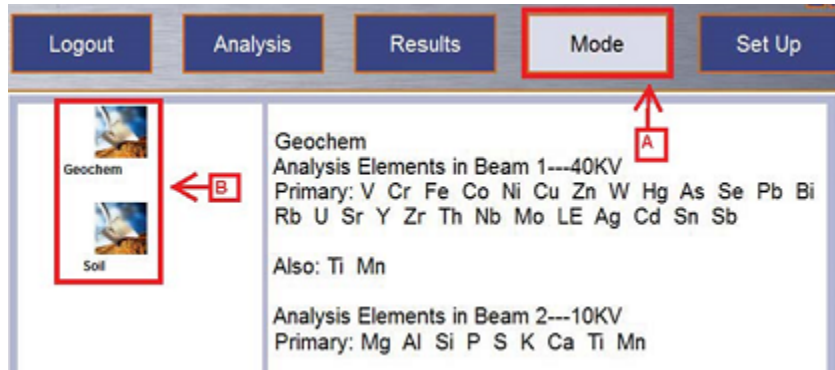 Logout Analysis Results Mode Set Up
A
B
Geochem
Soil
Geochem
Analysis Elements in Beam 1---40KV
Primary: V Cr Fe Co Ni Cu Zn W Hg As Se Pb Bi
Rb U Sr Y Zr Th Nb Mo LE Ag Cd Sn Sb
Also: Ti Mn
Analysis Elements in Beam 2---10KV
Primary: Mg Al Si P S K Ca Ti Mn